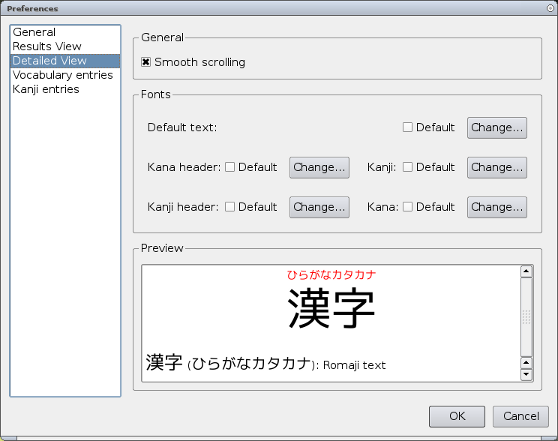 Preferences
General
Results View
Detailed View
Vocabulary entries
Kanji entries
General
Smooth scrolling
Fonts
Default text: Default Change...
Kana header: Default Change... Kanji: Default Change...
Kanji header: Default Change... Kana: Default Change...
Preview
ひらがなカタカナ
漢字
漢字 (ひらがなカタカナ): Romaji text
OK Cancel